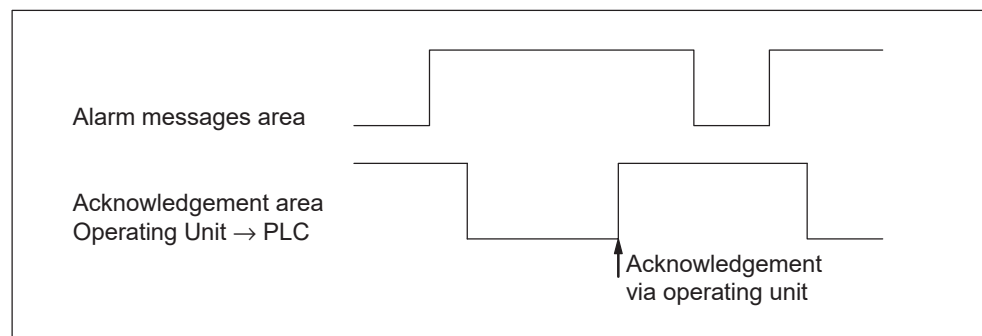 Alarm messages area
Acknowledgement area
Operating Unit → PLC
Acknowledgement
via operating unit